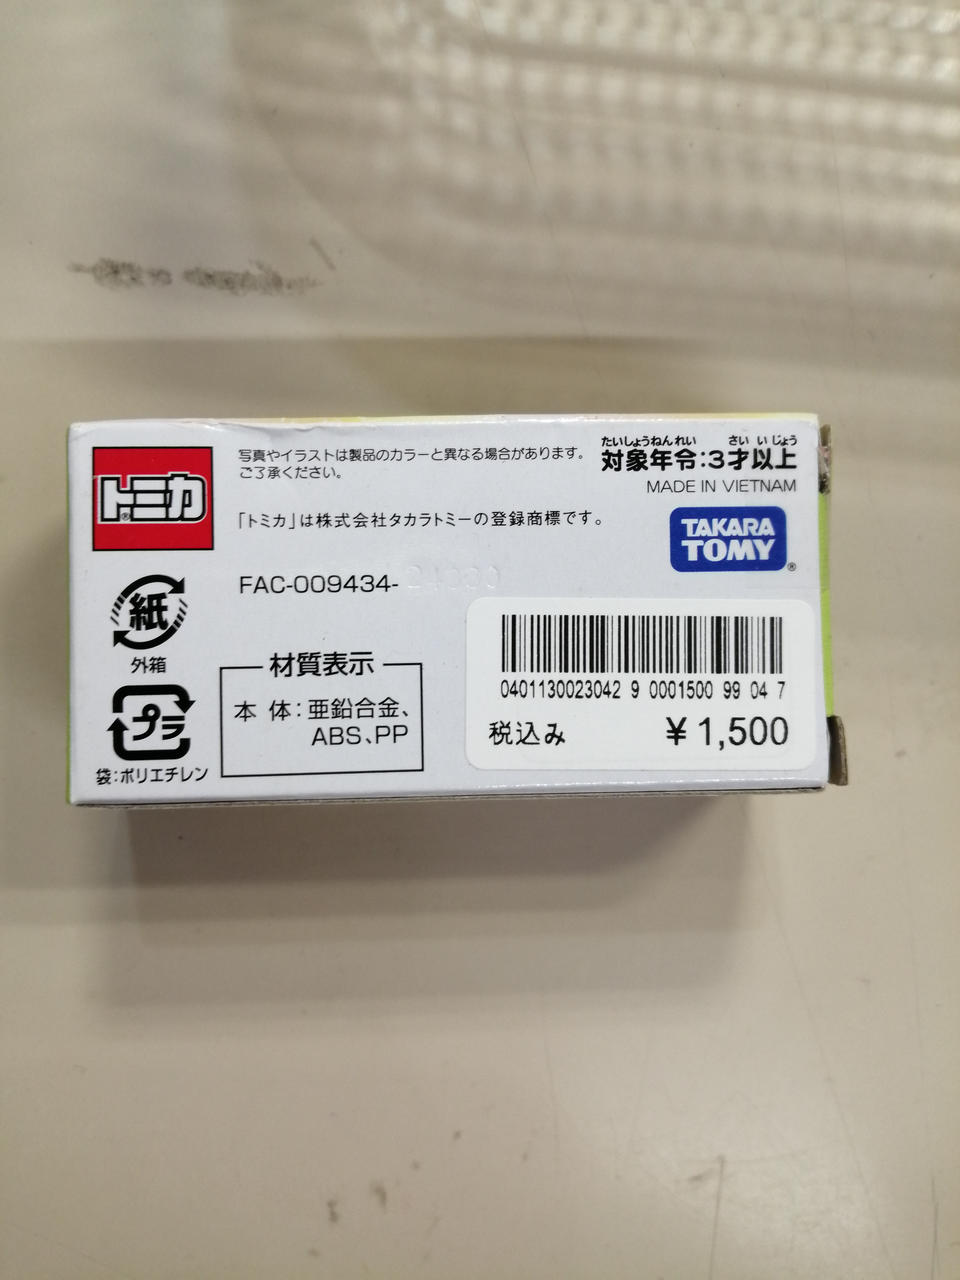 トミカ®
写真やイラストは製品のカラーと異なる場合があります。
ご了承ください。
たいしょうねんれい さいいじょう
対象年令:3才以上
MADE IN VIETNAM
「トミカ」は株式会社タカラトミーの登録商標です。
TAKARA
TOMY®
FAC-009434-
紙
外箱
プラ
袋:ポリエチレン
材質表示
本体:亜鉛合金、
ABS、PP
0401130023042 9 0001500 99 04 7
税込み ¥1,500